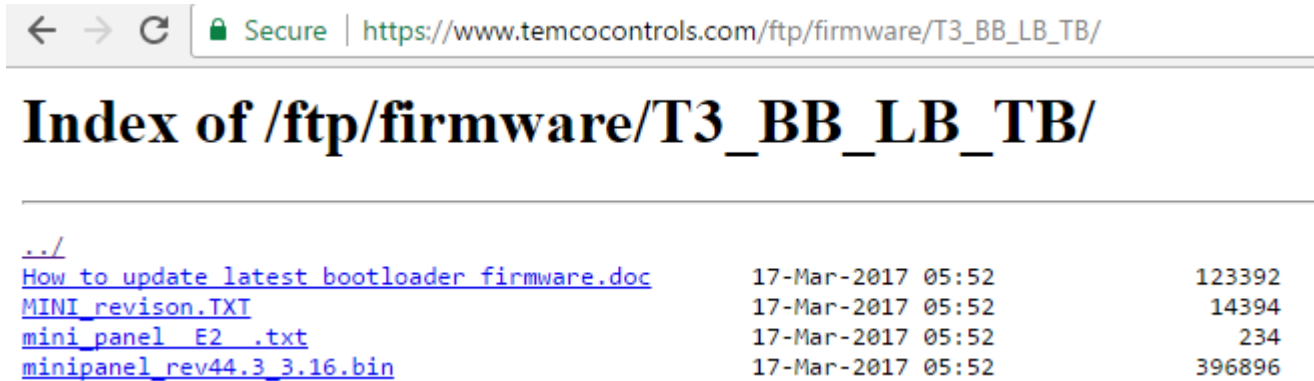 Secure | https://www.temcocontrols.com/ftp/firmware/T3_BB_LB_TB/
Index of /ftp/firmware/T3_BB_LB_TB/
../
How to update latest bootloader firmware.doc 17-Mar-2017 05:52 123392
MINI_revison.TXT 17-Mar-2017 05:52 14394
mini_panel__E2__.txt 17-Mar-2017 05:52 234
minipanel_rev44.3_3.16.bin 17-Mar-2017 05:52 396896